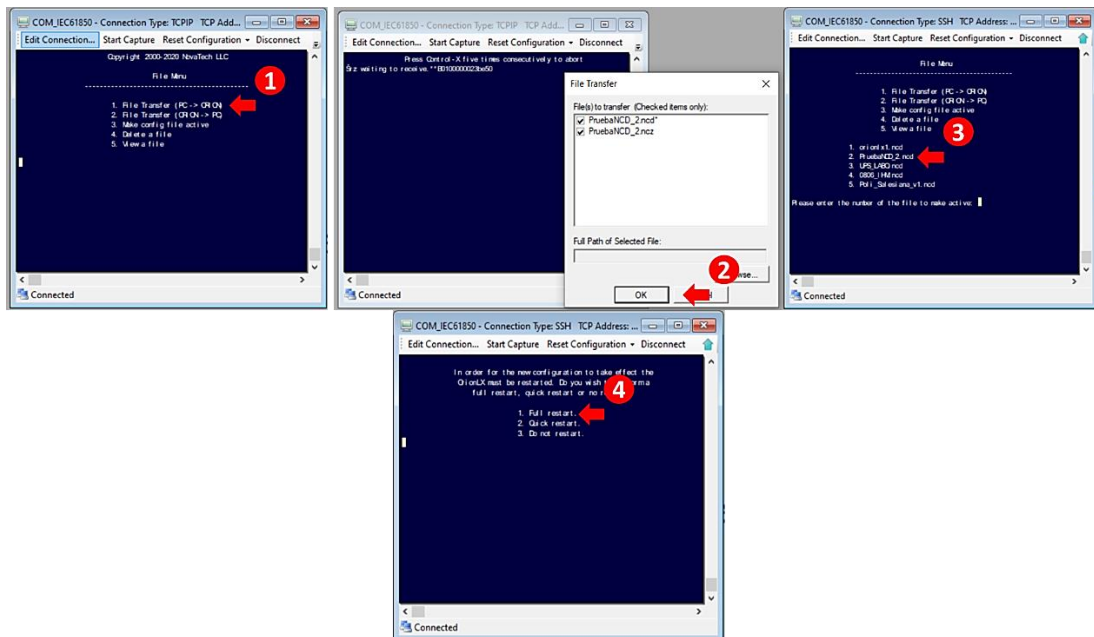 COM_IEC61850 - Connection Type: TCPIP TCP Add...
Edit Connection... Start Capture Reset Configuration Disconnect
Copyright 2000-2020 NovaTech LLC
File Menu
1
1. File Transfer (PC -> ORION)
2. File Transfer (ORION -> PC)
3. Make config file active
4. Delete a file
5. View a file
Connected
COM_IEC61850 - Connection Type: TCPIP TCP Add...
Edit Connection... Start Capture Reset Configuration Disconnect
Press Control-X five times consecutively to abort
waiting to receive.
File Transfer
File(s) to transfer (Checked items only):
PruebaNCD_2.ncd*
PruebaNCD_2.ncz
Full Path of Selected File:
2
OK
Connected
COM_IEC61850 - Connection Type: SSH TCP Address: ...
Edit Connection... Start Capture Reset Configuration Disconnect
File Menu
1. File Transfer (PC -> ORION)
2. File Transfer (ORION -> PC)
3. Make config file active
4. Delete a file
5. View a file
3
1. orionlx1.ncd
2. PruebaNCD_2.ncd
3. UPS_LABO.ncd
4. 0806_IHM.ncd
5. Poli_Salesiana_v1.ncd
Please enter the number of the file to make active:
Connected
COM_IEC61850 - Connection Type: SSH TCP Address: ...
Edit Connection... Start Capture Reset Configuration Disconnect
In order for the new configuration to take effect the
OrionLX must be restarted. Do you wish
full restart, quick restart or no
4
1. Full restart.
2. Quick restart.
3. Do not restart.
Connected